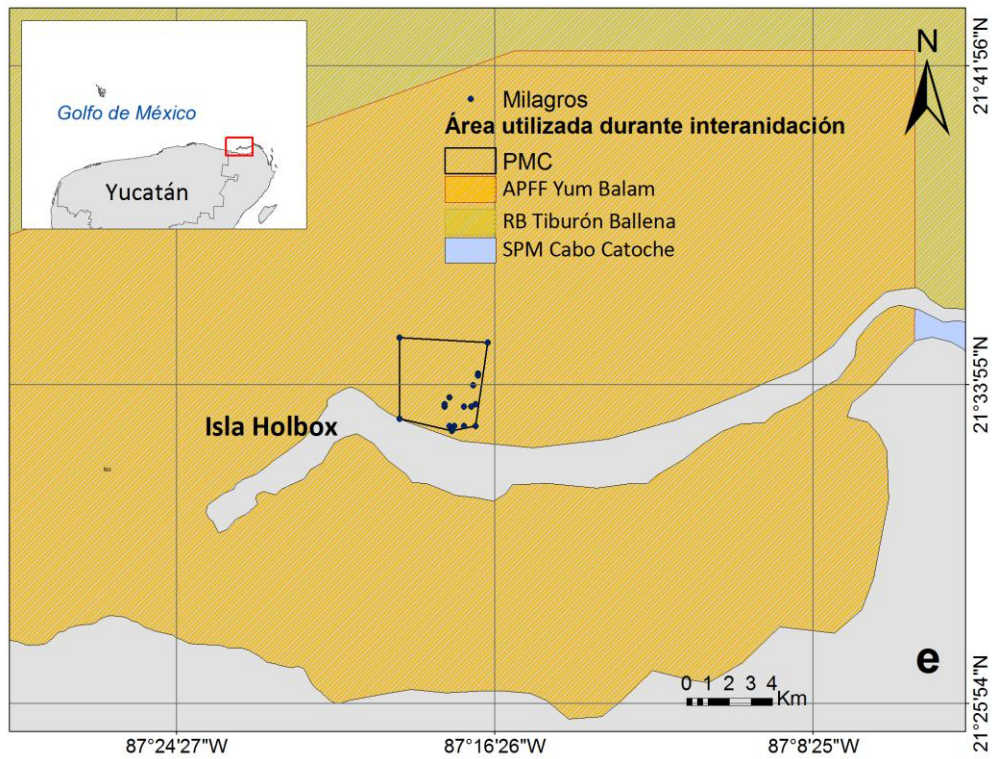 Golfo de México
Yucatán
N
Milagros
Área utilizada durante interanidación
PMC
APFF Yum Balam
RB Tiburón Ballena
SPM Cabo Catoche
21°41'56"N
21°33'55"N
21°25'54"N
Isla Holbox
e
0 1 2 3 4
Km
87°24'27"W
87°16'26"W
87°8'25"W